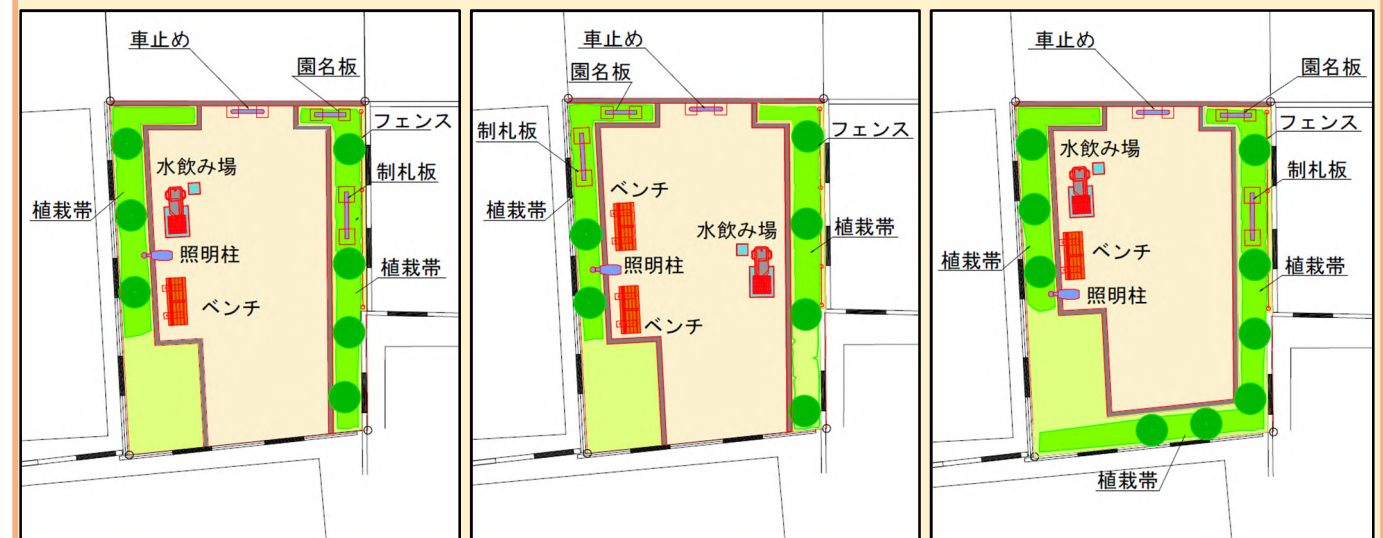 車止め
園名板
フェンス
水飲み場
制札板
植栽帯
照明柱
植栽帯
ベンチ
車止め
園名板
制札板
フェンス
ベンチ
植栽帯
水飲み場
植栽帯
照明柱
ベンチ
車止め
園名板
フェンス
水飲み場
制札板
植栽帯
ベンチ
植栽帯
照明柱
植栽帯